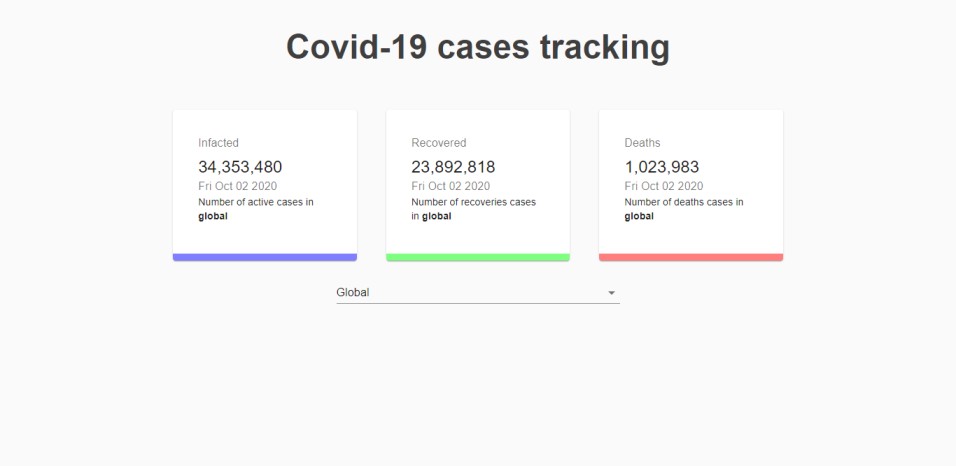 Covid-19 cases tracking
Infacted
34,353,480
Fri Oct 02 2020
Number of active cases in
global
Recovered
23,892,818
Fri Oct 02 2020
Number of recoveries cases
in global
Deaths
1,023,983
Fri Oct 02 2020
Number of deaths cases in
global
Global